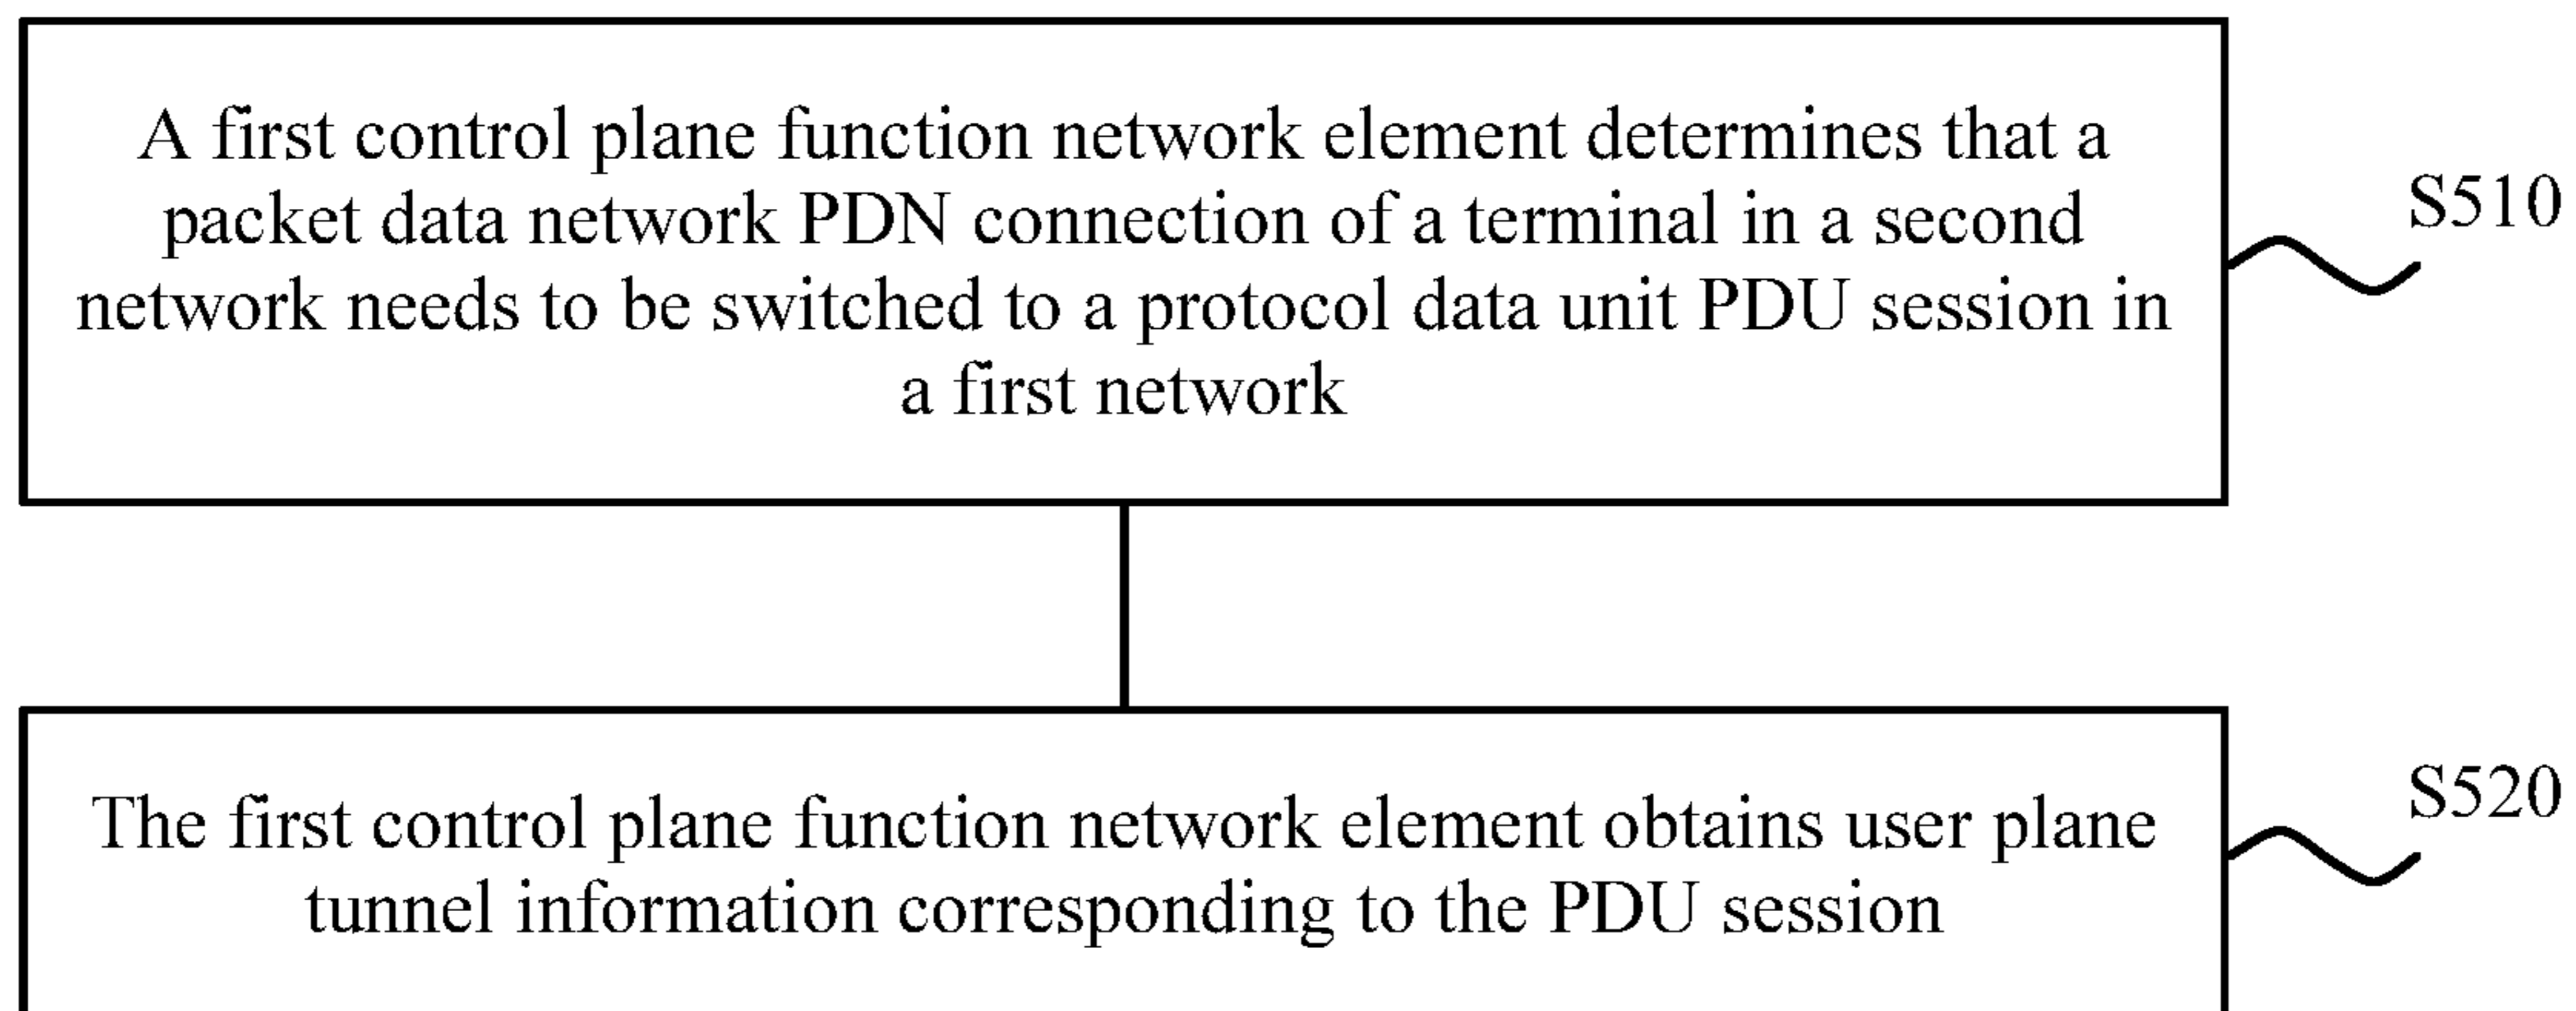 A first control plane function network element determines that a
packet data network PDN connection of a terminal in a second
network needs to be switched to a protocol data unit PDU session in
a first network
S510
The first control plane function network element obtains user plane
tunnel information corresponding to the PDU session
S520